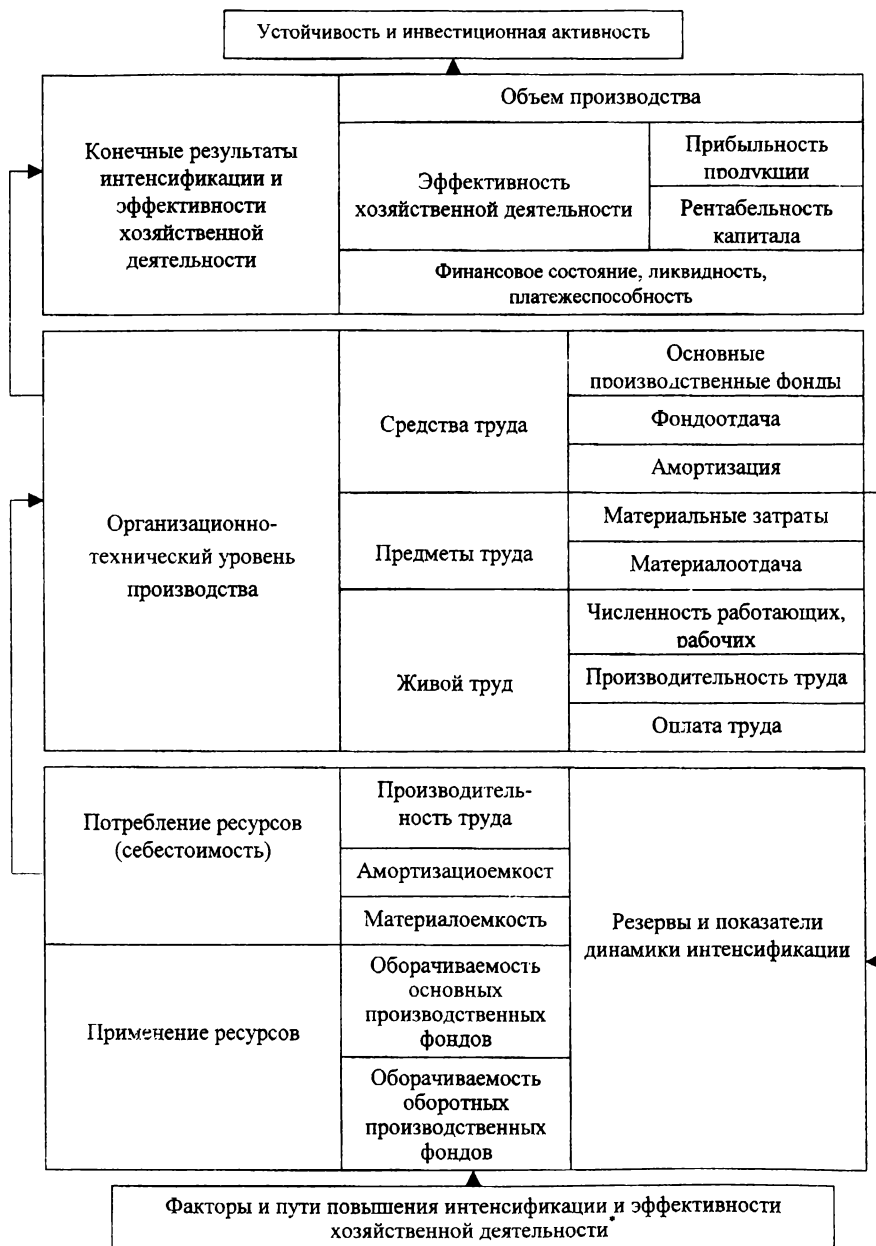 Устойчивость и инвестиционная активность
Объем производства
Конечные результаты
интенсификации и
эффективности
хозяйственной
деятельности
Эффективность
хозяйственной деятельности
Прибыльность
продукции
Рентабельность
капитала
Финансовое состояние, ликвидность,
платежеспособность
Организационно-
технический уровень
производства
Средства труда
Основные
производственные фонды
Фондоотдача
Амортизация
Предметы труда
Материальные затраты
Материалоотдача
Живой труд
Численность работающих,
рабочих
Производительность труда
Оплата труда
Потребление ресурсов
(себестоимость)
Производитель-
ность труда
Амортизациоемкост
Материалоемкость
Резервы и показатели
динамики интенсификации
Применение ресурсов
Оборачиваемость
основных
производственных
фондов
Оборачиваемость
оборотных
производственных
фондов
Факторы и пути повышения интенсификации и эффективности
хозяйственной деятельности*